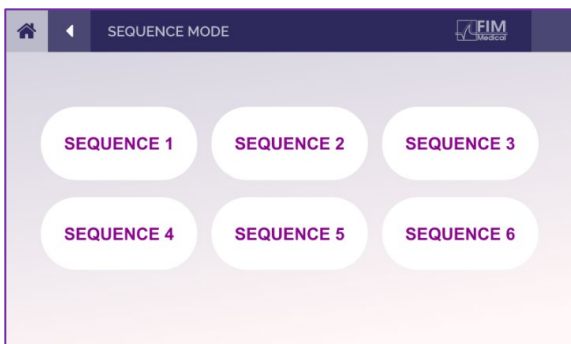 SEQUENCE MODE
FIM
Medical
SEQUENCE 1 SEQUENCE 2 SEQUENCE 3
SEQUENCE 4 SEQUENCE 5 SEQUENCE 6